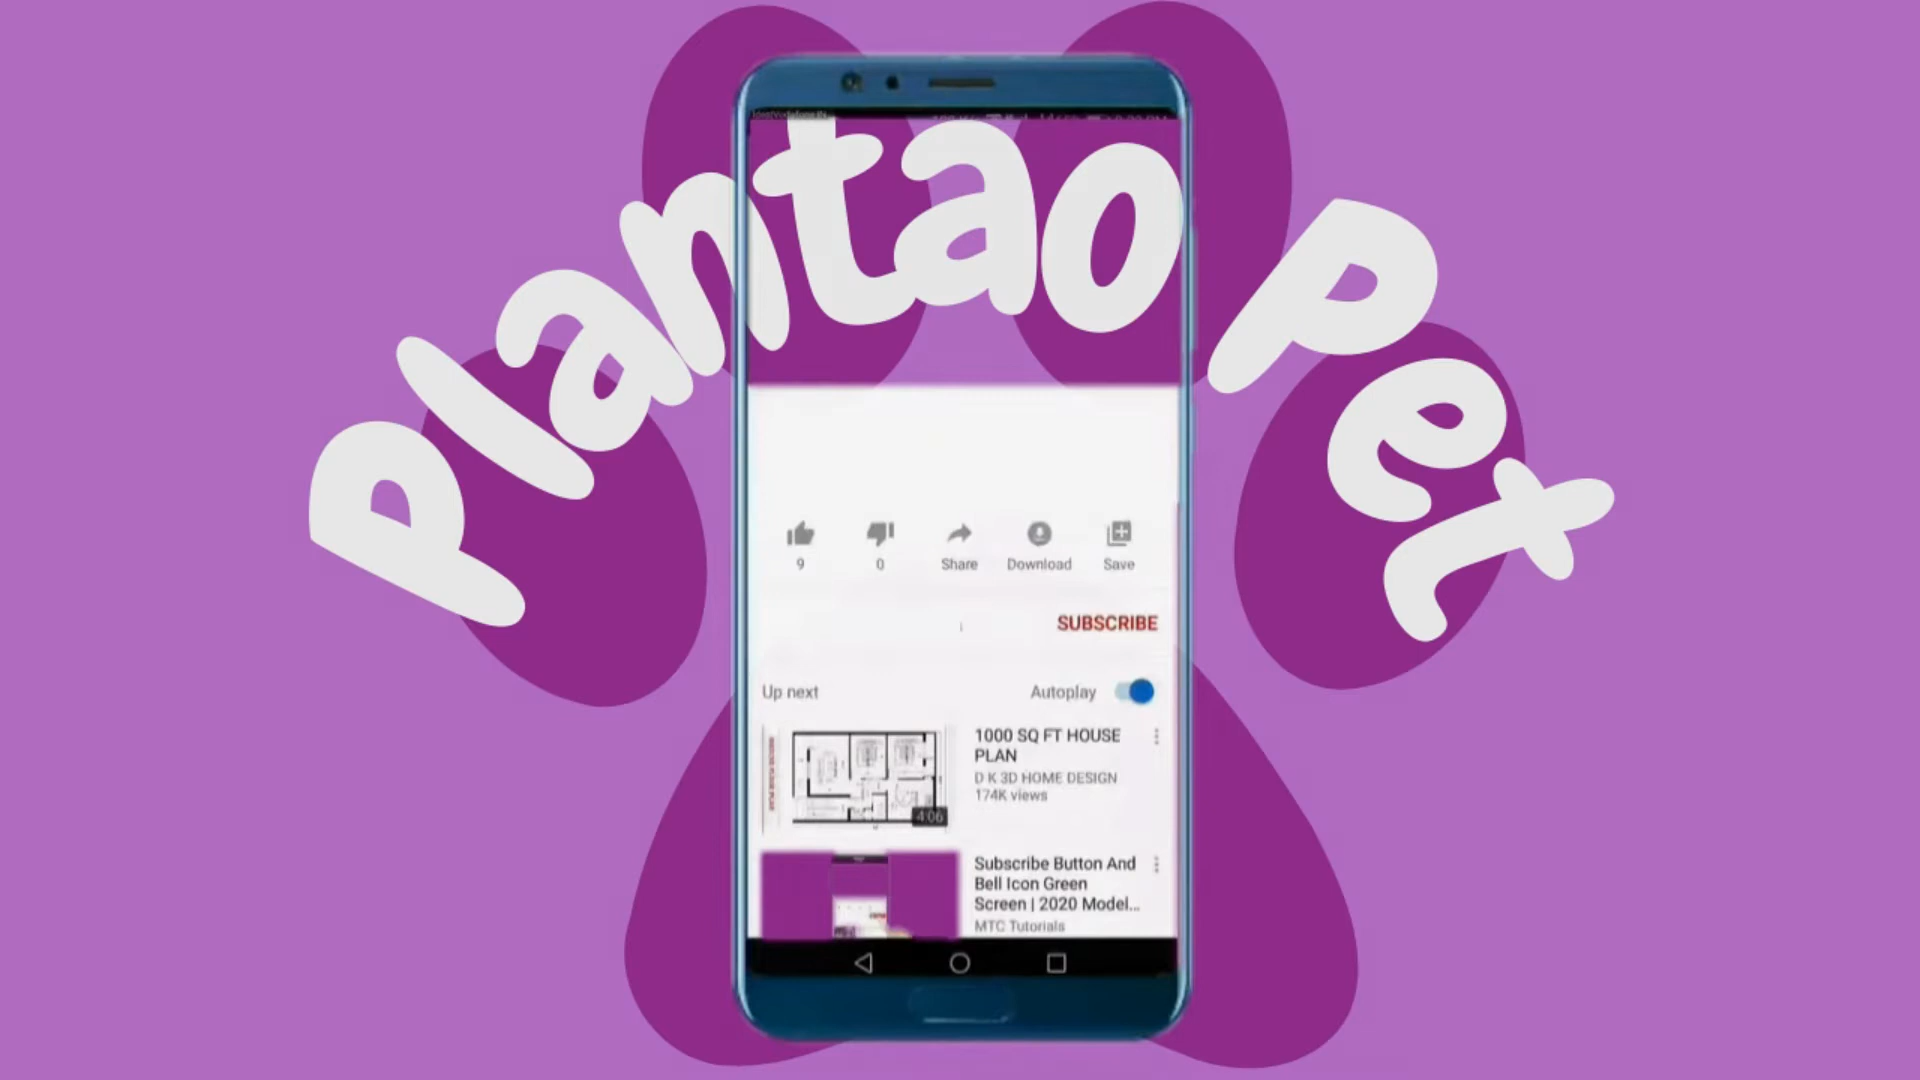 Plantao Pet
9
0
Share
Download
Save
SUBSCRIBE
Up next
Autoplay
1000 SQ FT HOUSE
PLAN
D K 3D HOME DESIGN
174K views
4:06
Subscribe Button And
Bell Icon Green
Screen | 2020 Model...
MTC Tutorials